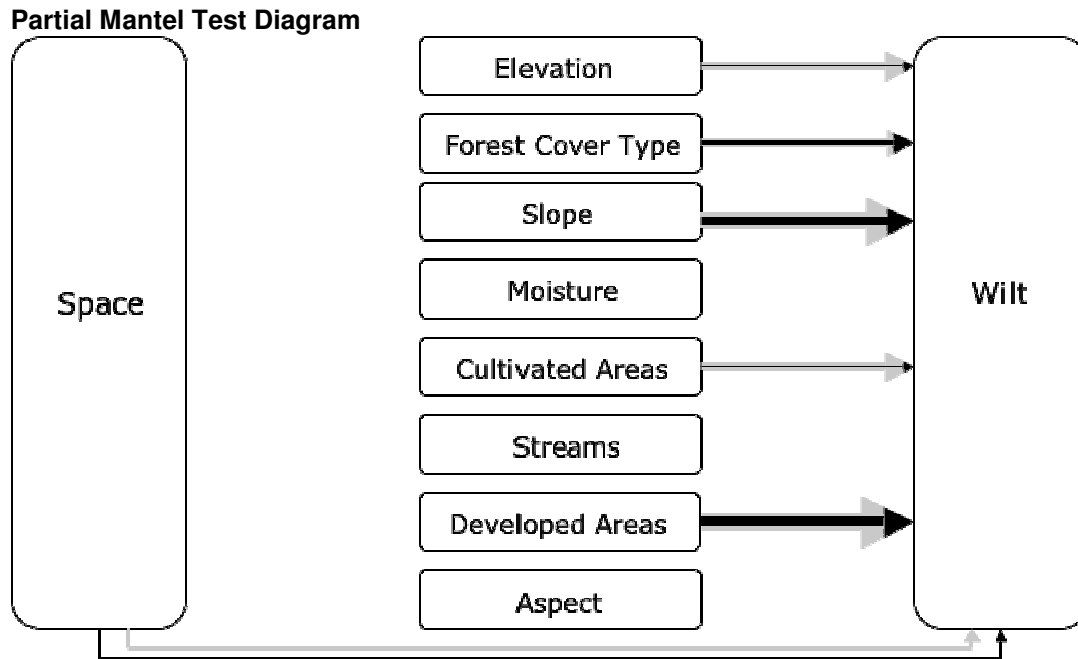 Partial Mantel Test Diagram
Space
Elevation
Forest Cover Type
Slope
Moisture
Cultivated Areas
Streams
Developed Areas
Aspect
Wilt